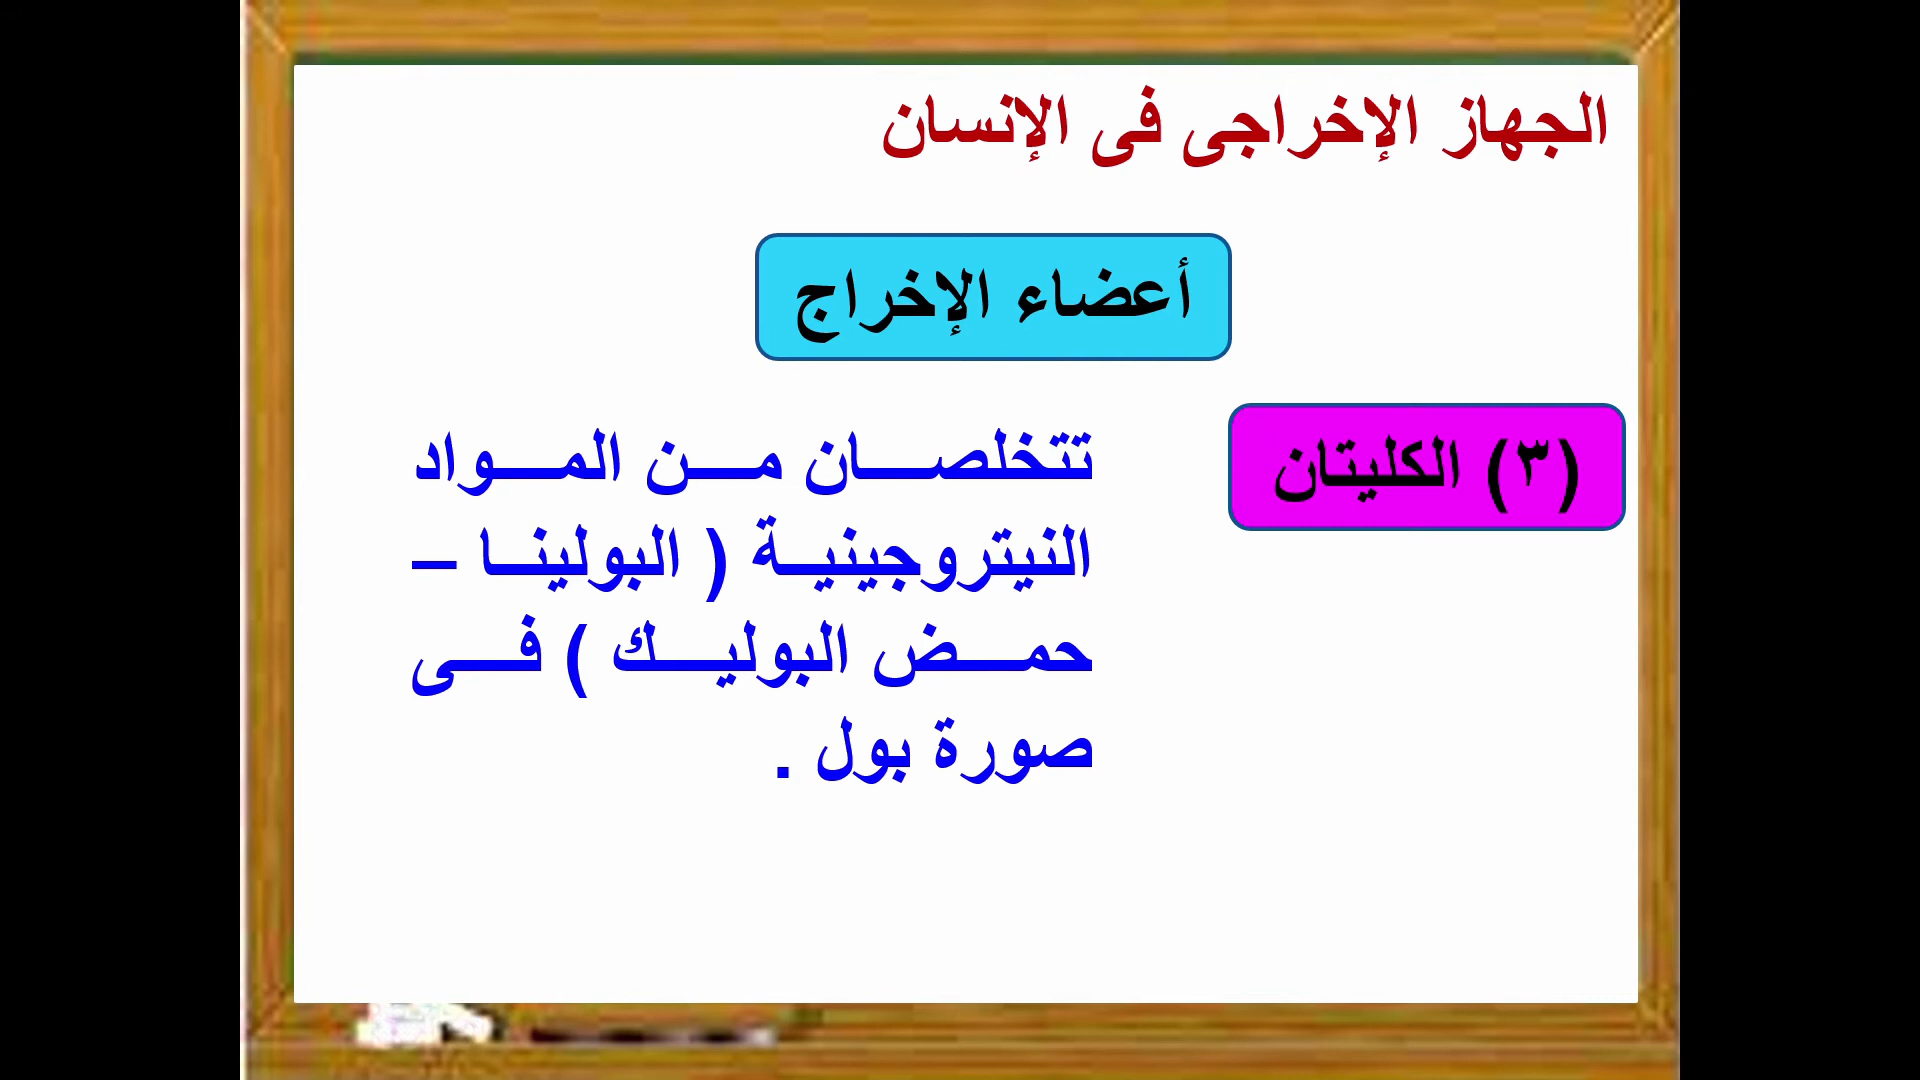 الجهاز الإخراجى فى الإنسان
أعضاء الإخراج
(٣) الكليتان
تتخلصان من المواد
النيتروجينية ( البولينا –
حمض البوليك ) فى
صورة بول .